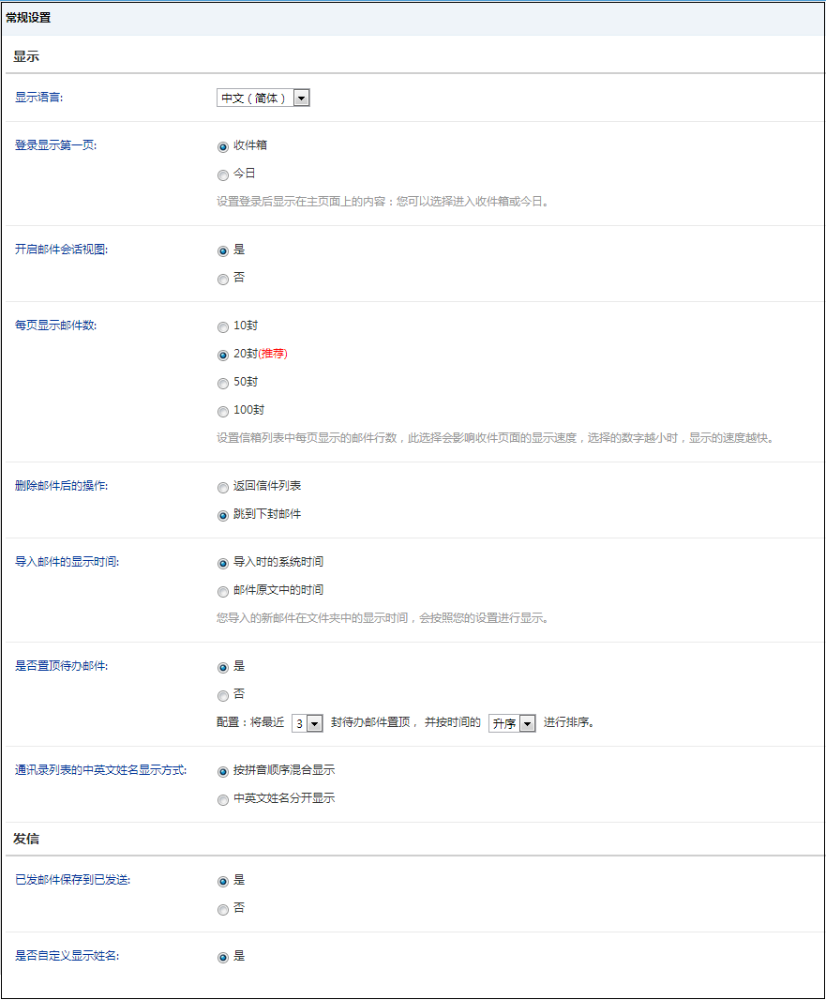 常规设置
显示
显示语言: 中文（简体）
登录显示第一页: 收件箱
今日
设置登录后显示在主页面上的内容：您可以选择进入收件箱或今日。
开启邮件会话视图: 是
否
每页显示邮件数: 10封
20封(推荐)
50封
100封
设置信箱列表中每页显示的邮件行数，此选择会影响收件页面的显示速度，选择的数字越小时，显示的速度越快。
删除邮件后的操作: 返回信件列表
跳到下封邮件
导入邮件的显示时间: 导入时的系统时间
邮件原文中的时间
您导入的新邮件在文件夹中的显示时间，会按照您的设置进行显示。
是否置顶待办邮件: 是
否
配置：将最近 3 封待办邮件置顶， 并按时间的 升序 进行排序。
通讯录列表的中英文姓名显示方式: 按拼音顺序混合显示
中英文姓名分开显示
发信
已发邮件保存到已发送: 是
否
是否自定义显示姓名: 是